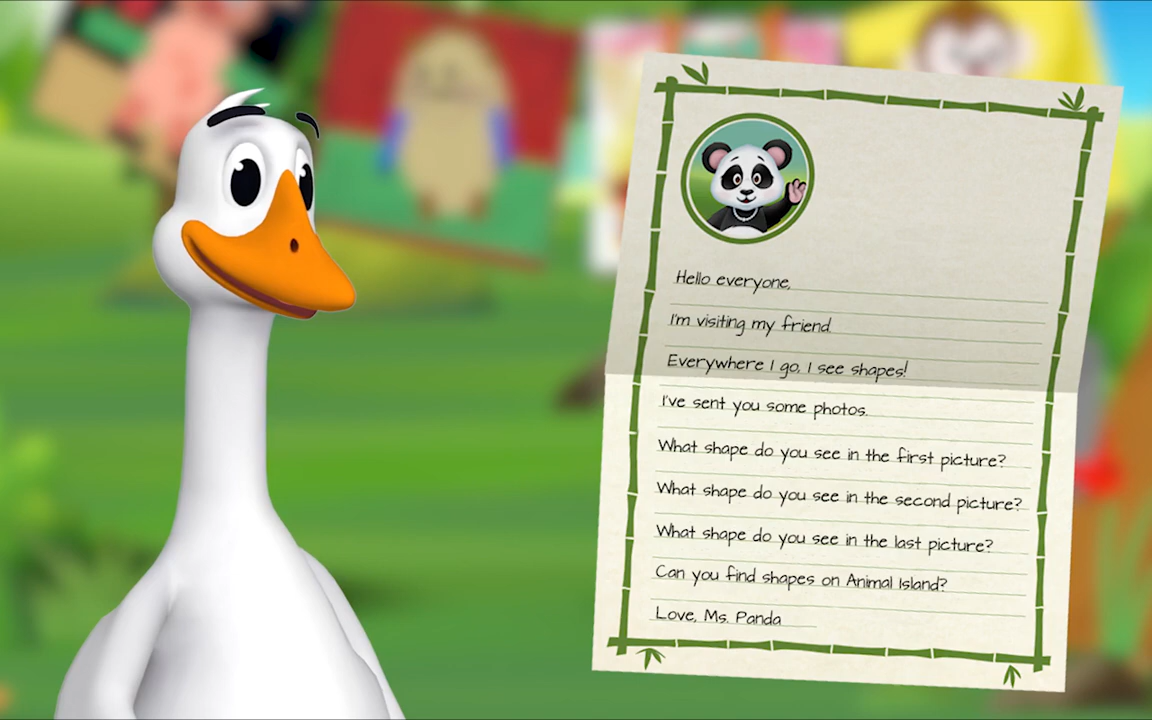 Hello everyone,
I'm visiting my friend.
Everywhere I go, I see shapes!
I've sent you some photos.
What shape do you see in the first picture?
What shape do you see in the second picture?
What shape do you see in the last picture?
Can you find shapes on Animal Island?
Love, Ms. Panda